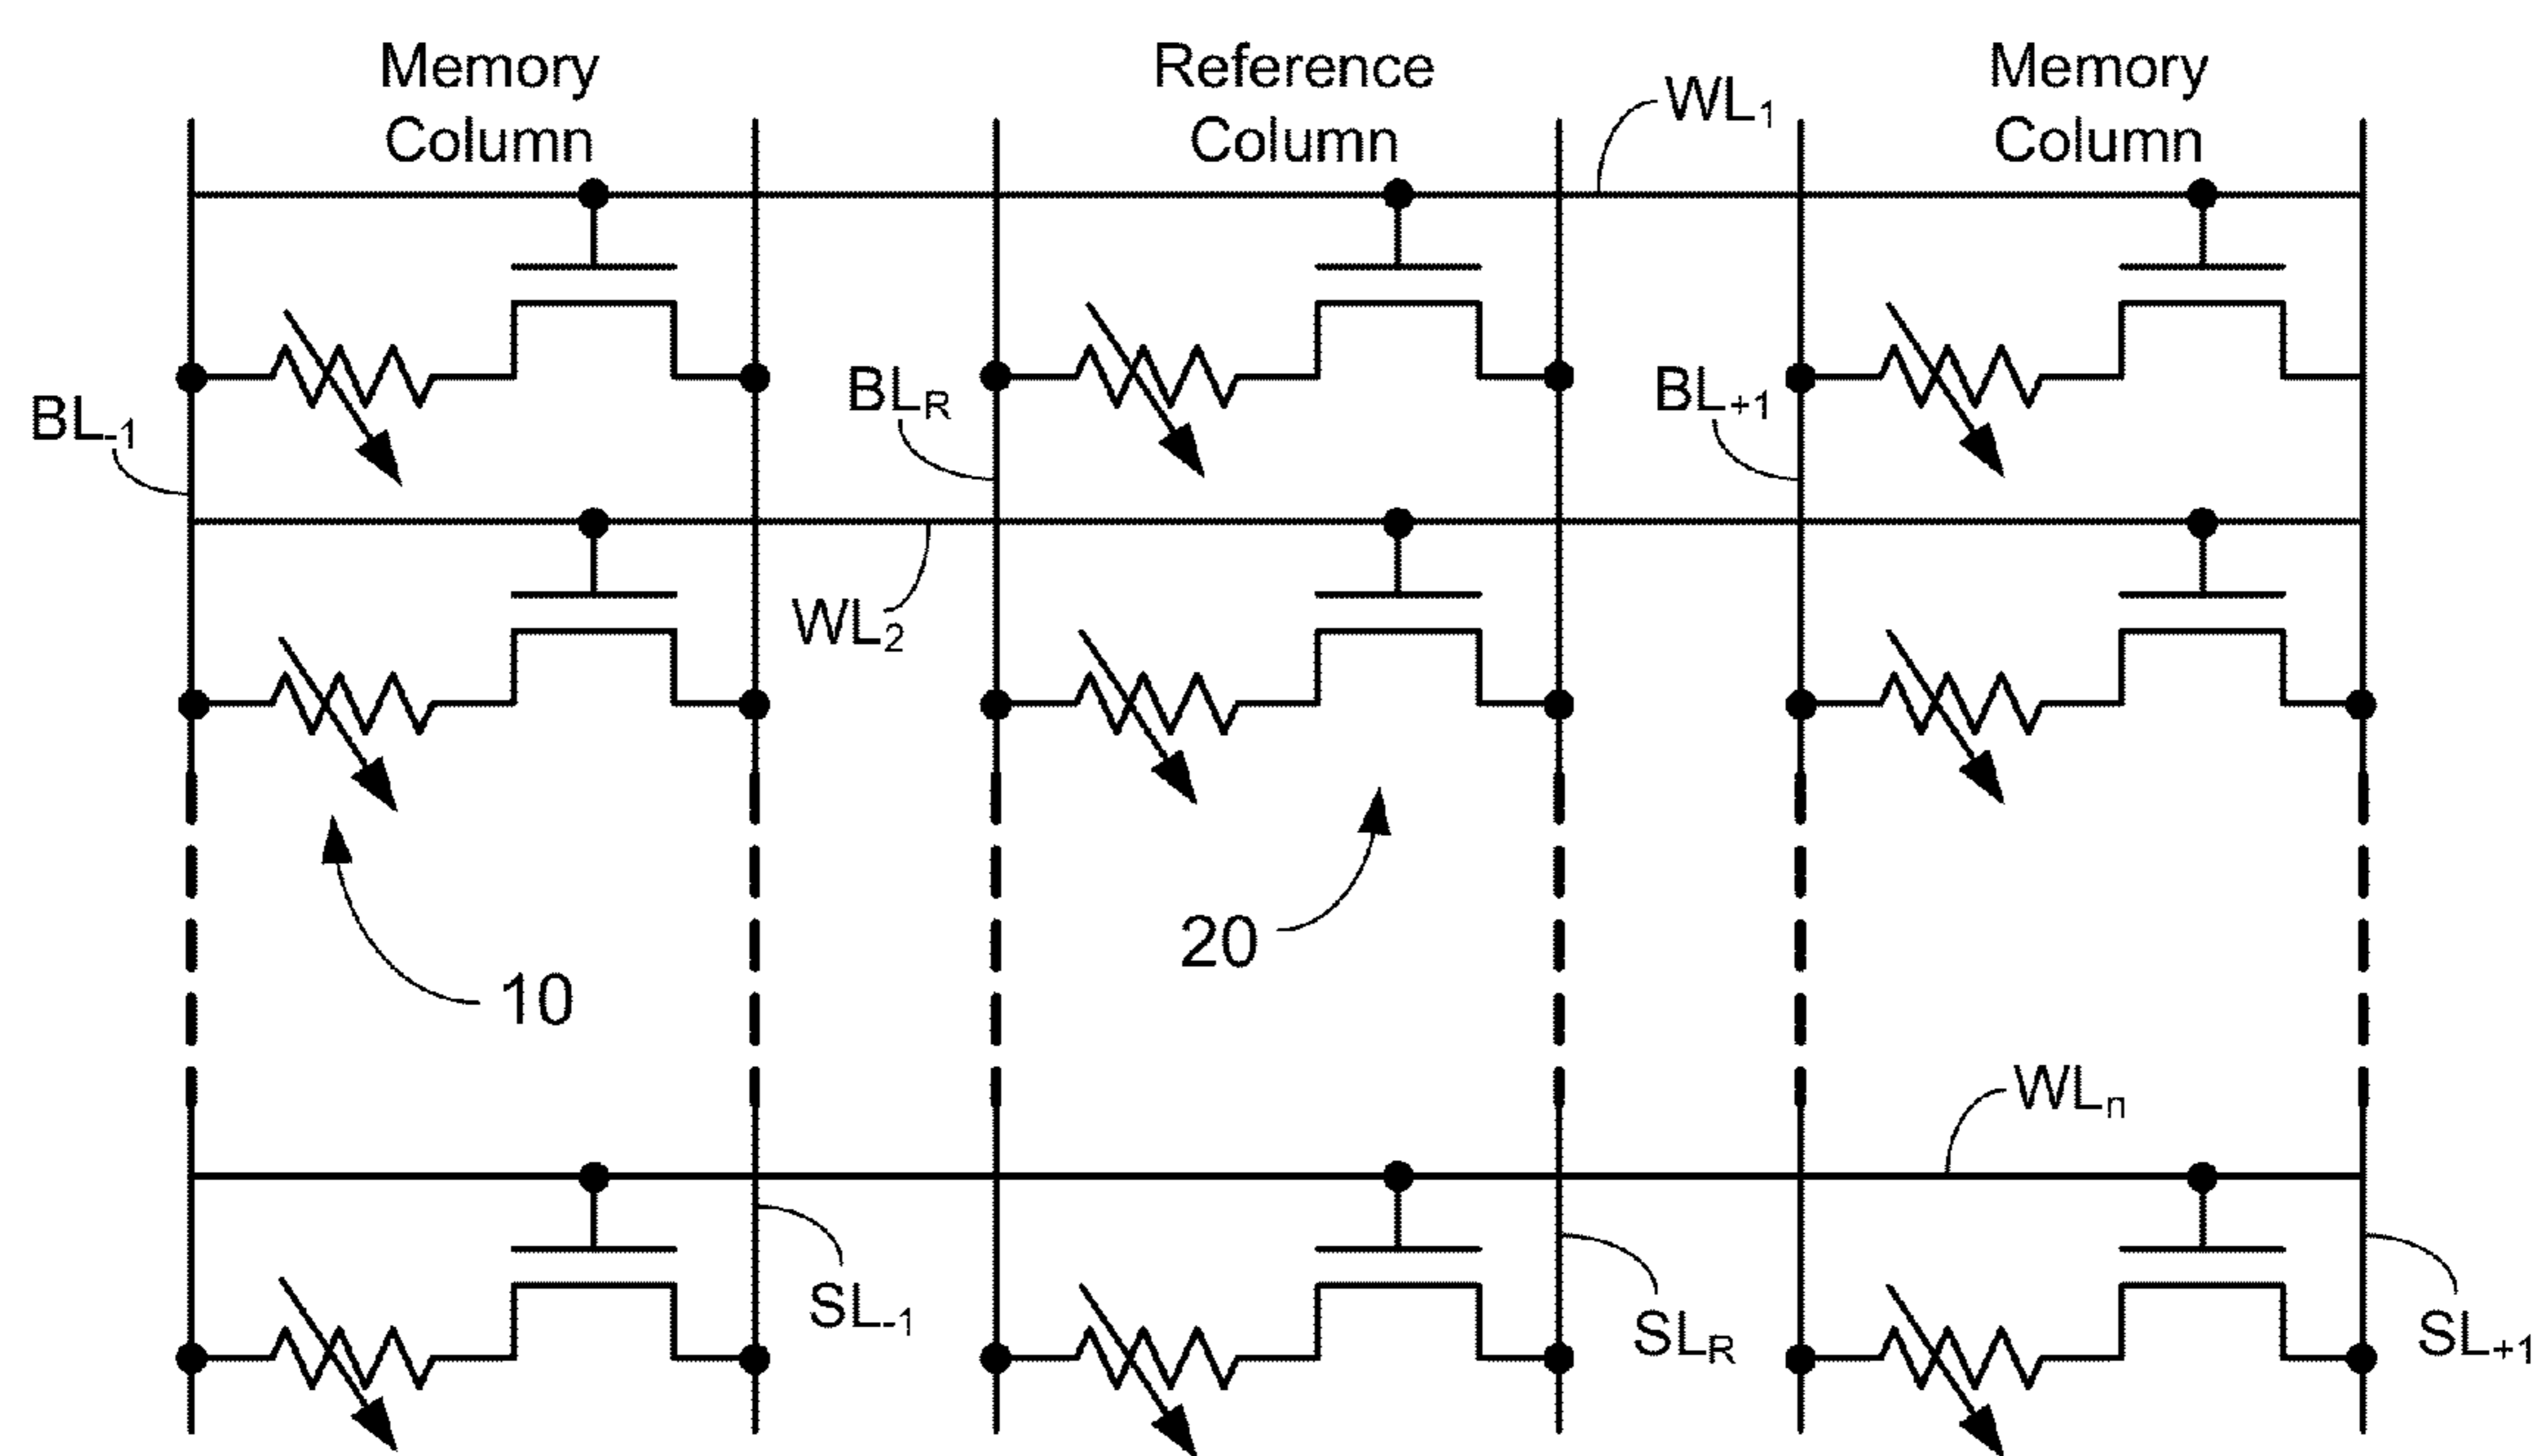 Memory
Column
Reference
Column
Memory
Column
WL1
BL-1
BLR
BL+1
WL2
10
20
WLn
SL-1
SLR
SL+1